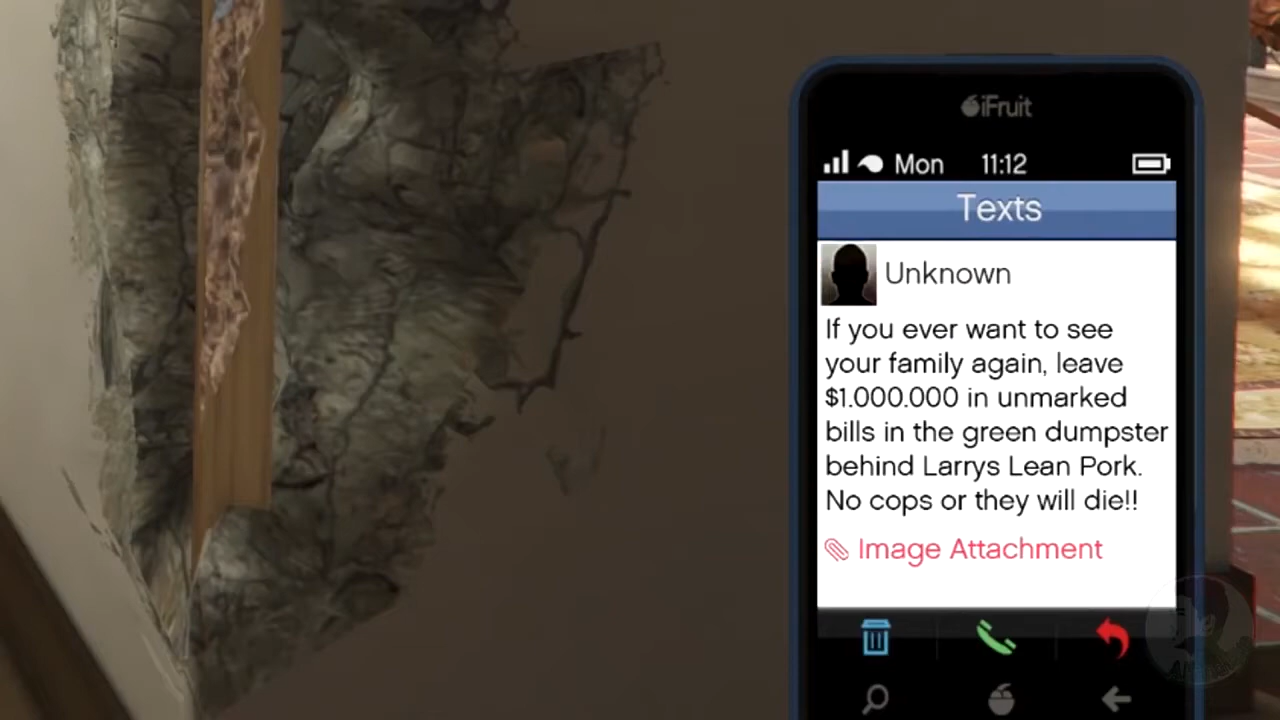 iFruit
Mon 11:12
Texts
Unknown
If you ever want to see
your family again, leave
$1.000.000 in unmarked
bills in the green dumpster
behind Larrys Lean Pork.
No cops or they will die!!
Image Attachment